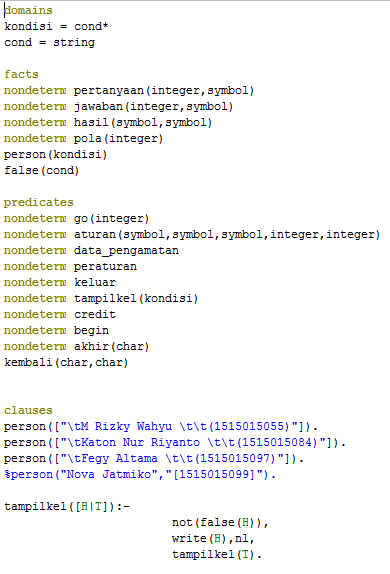 domains
kondisi = cond*
cond = string

facts
nondeterm pertanyaan(integer,symbol)
nondeterm jawaban(integer,symbol)
nondeterm hasil(symbol,symbol)
nondeterm pola(integer)
person(kondisi)
false(cond)

predicates
nondeterm go(integer)
nondeterm aturan(symbol,symbol,symbol,integer,integer)
nondeterm data_pengamatan
nondeterm peraturan
nondeterm keluar
nondeterm tampilkel(kondisi)
nondeterm credit
nondeterm begin
nondeterm akhir(char)
kembali(char,char)

clauses
person(["\tM Rizky Wahyu \t\t(1515015055)"]).
person(["\tKaton Nur Riyanto \t\t(1515015084)"]).
person(["\tFegy Altama \t\t(1515015097)"]).
%person("Nova Jatmiko","[1515015099]").

tampilkel([H|T]):-
not(false(H)),
write(H),nl,
tampilkel(T).